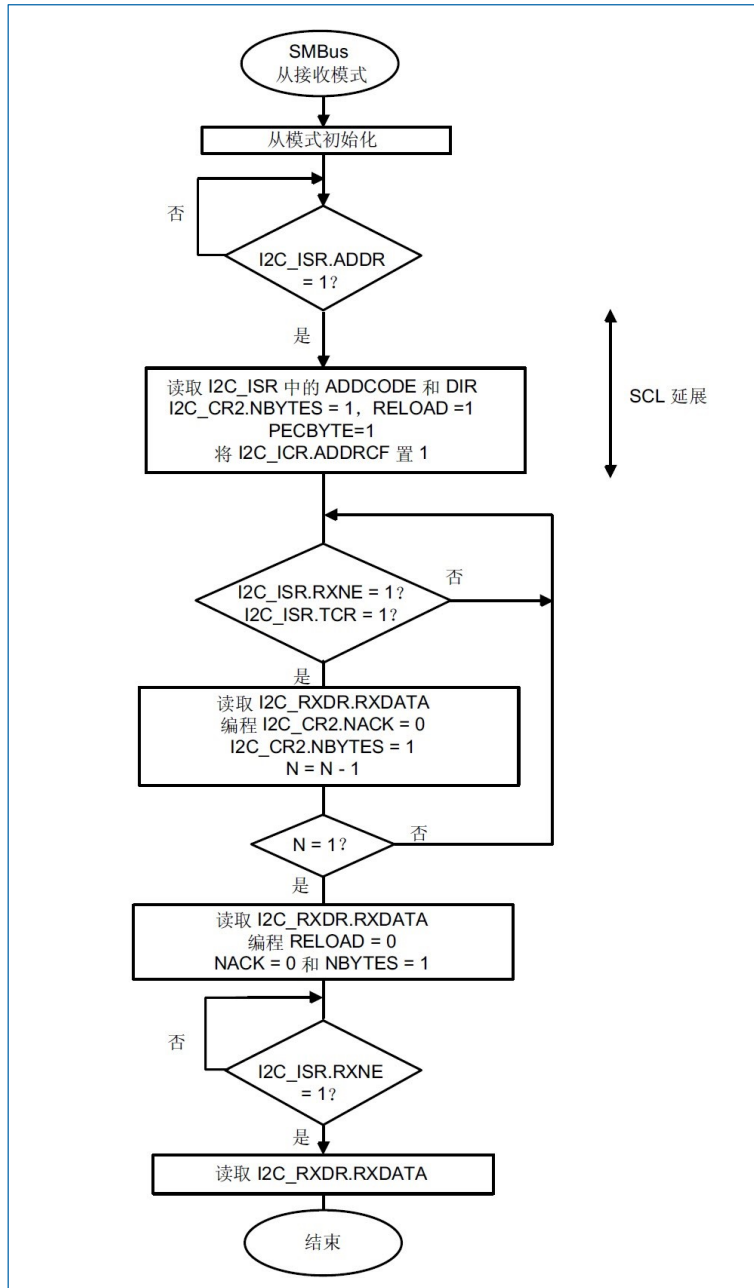 SMBus
从接收模式
从模式初始化
否
I2C_ISR.ADDR
= 1？
是
读取 I2C_ISR 中的 ADDCODE 和 DIR
I2C_CR2.NBYTES = 1，RELOAD =1
PECBYTE=1
将 I2C_ICR.ADDRCF 置 1
SCL 延展
否
I2C_ISR.RXNE = 1？
I2C_ISR.TCR = 1？
是
读取 I2C_RXDR.RXDATA
编程 I2C_CR2.NACK = 0
I2C_CR2.NBYTES = 1
N = N - 1
N = 1？
否
是
读取 I2C_RXDR.RXDATA
编程 RELOAD = 0
NACK = 0 和 NBYTES = 1
否
I2C_ISR.RXNE
= 1？
是
读取 I2C_RXDR.RXDATA
结束